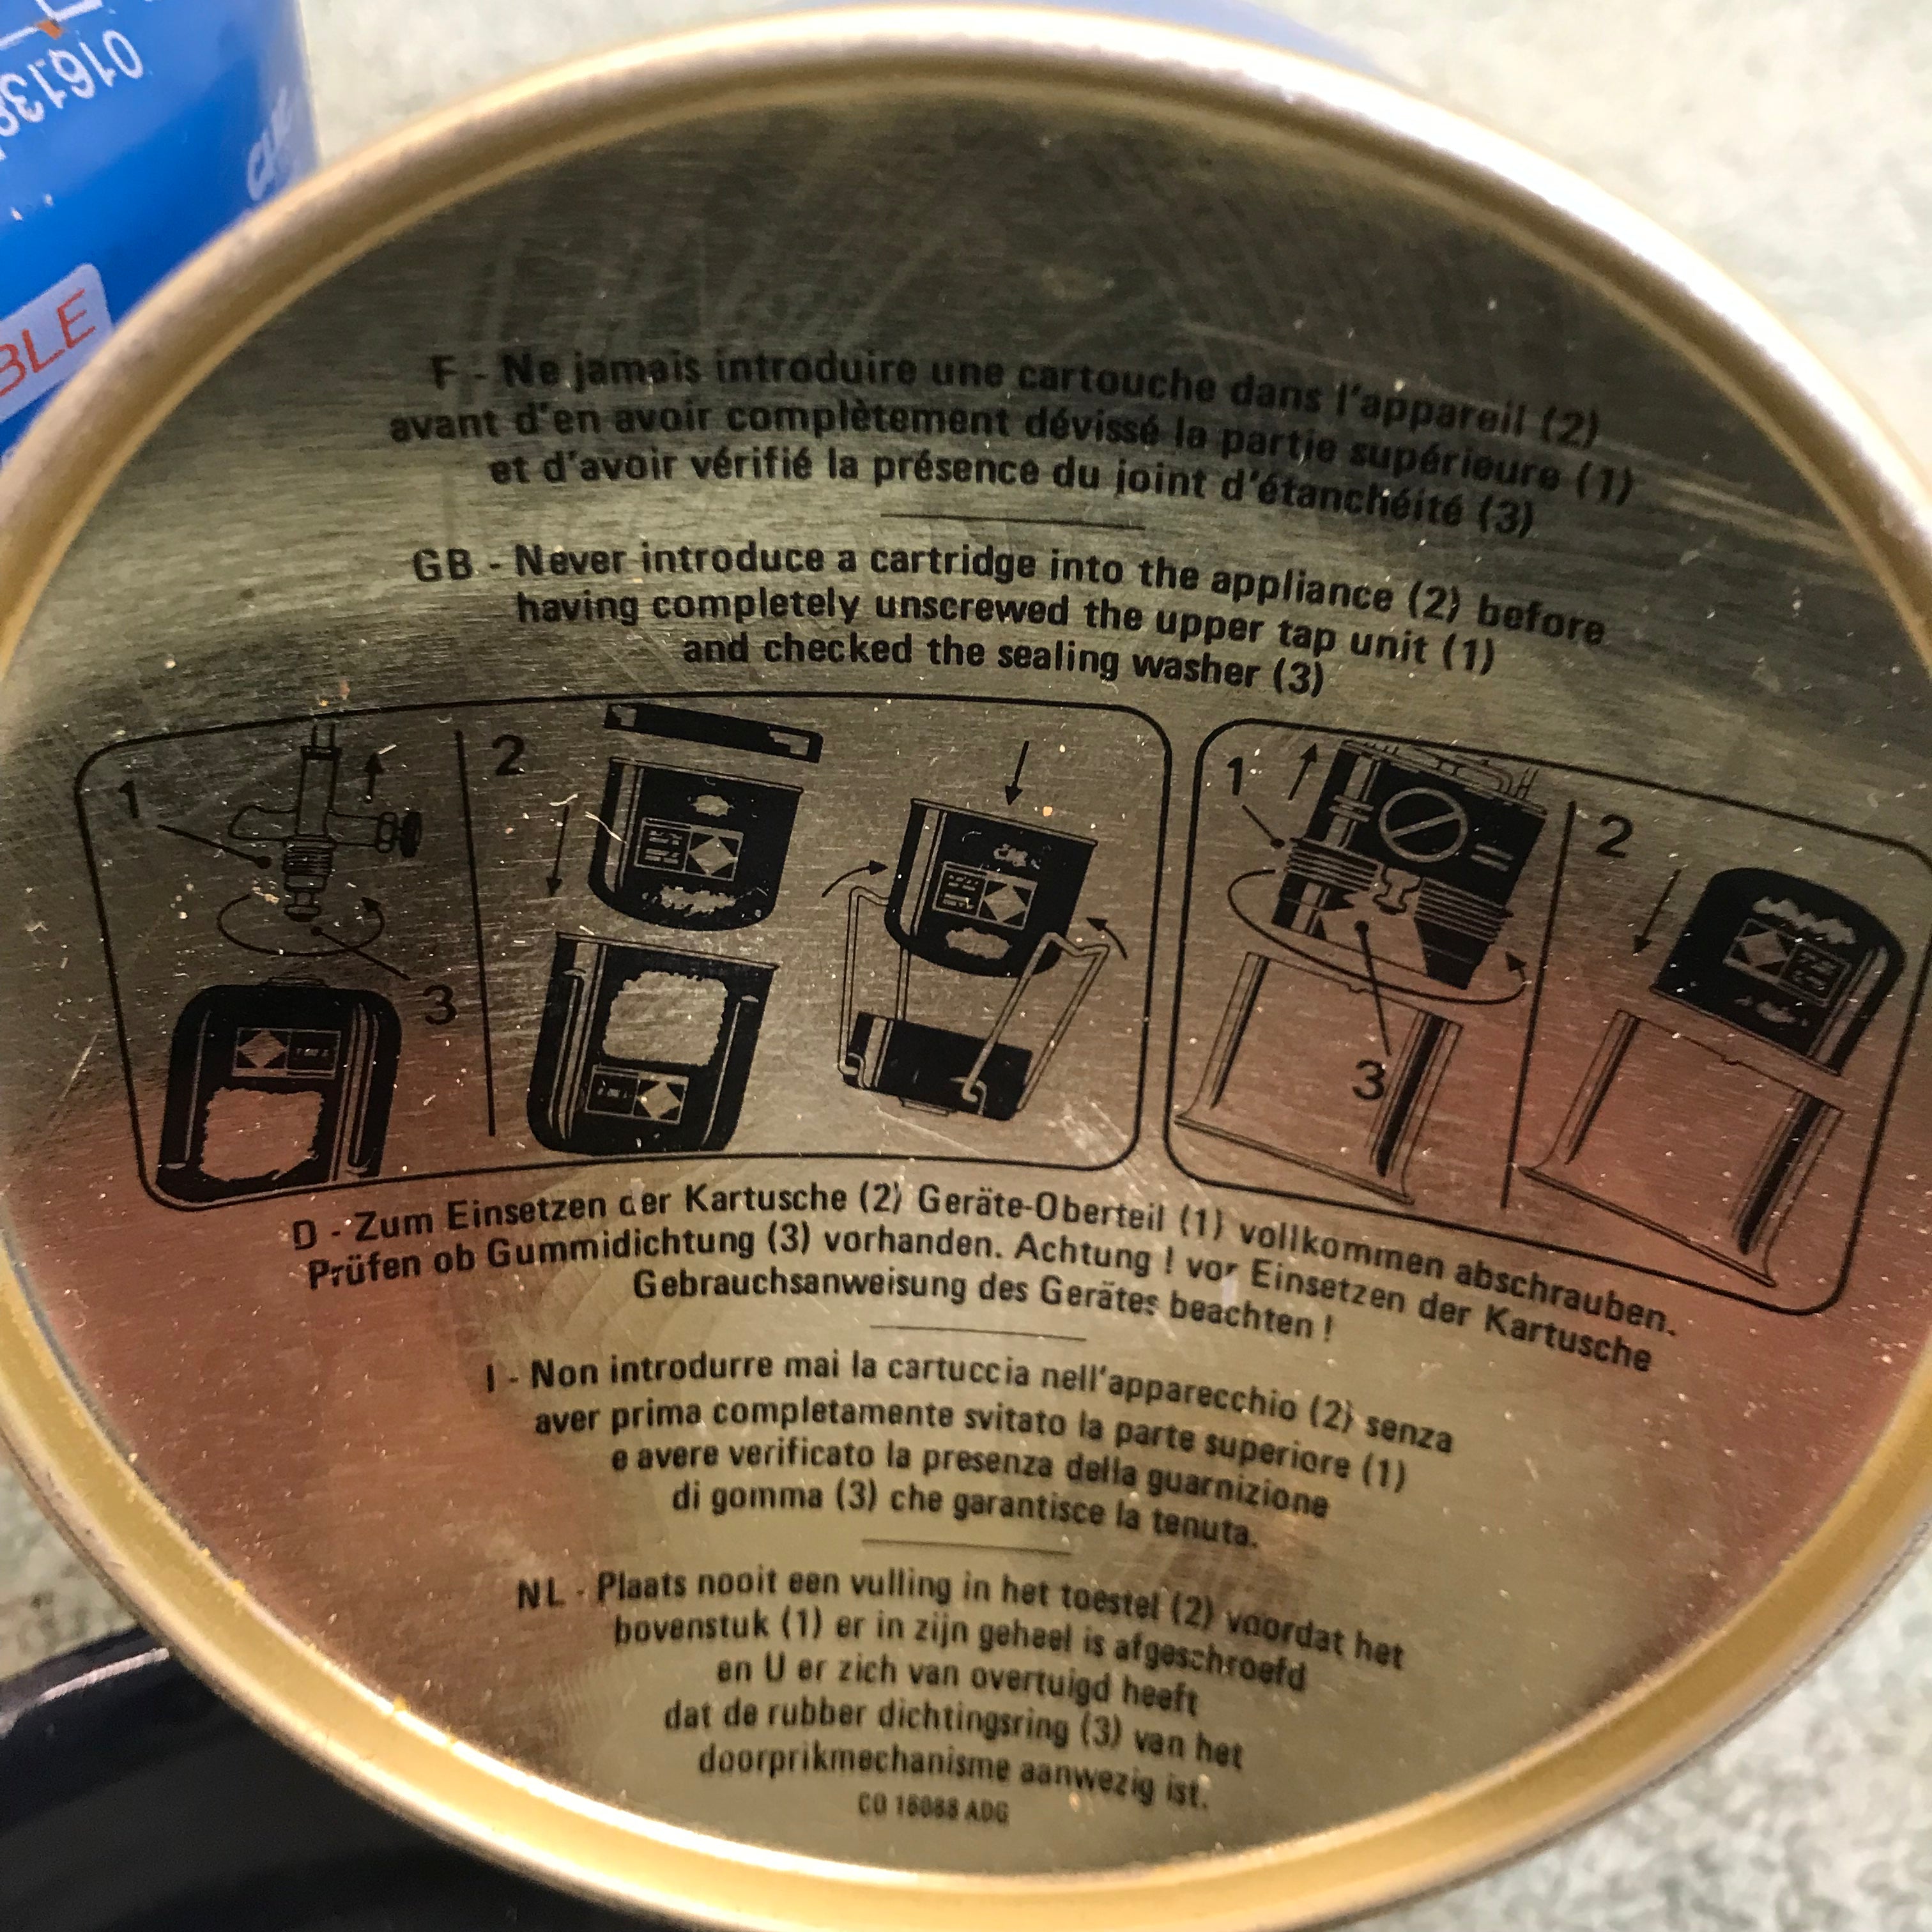 F - Ne jamais introduire une cartouche dans l'appareil (2)
avant d'en avoir complètement dévissé la partie supérieure (1)
et d'avoir vérifié la présence du joint d'étanchéité (3)
GB - Never introduce a cartridge into the appliance (2) before
having completely unscrewed the upper tap unit (1)
and checked the sealing washer (3)
1
3
2
1
3
2
D - Zum Einsetzen der Kartusche (2) Geräte-Oberteil (1) vollkommen abschrauben.
Prüfen ob Gummidichtung (3) vorhanden. Achtung ! vor Einsetzen der Kartusche
Gebrauchsanweisung des Gerätes beachten !
I - Non introdurre mai la cartuccia nell'apparecchio (2) senza
aver prima completamente svitato la parte superiore (1)
e avere verificato la presenza della guarnizione
di gomma (3) che garantisce la tenuta.
NL - Plaats nooit een vulling in het toestel (2) voordat het
bovenstuk (1) er in zijn geheel is afgeschroefd
en U er zich van overtuigd heeft
dat de rubber dichtingsring (3) van het
doorprikmechanisme aanwezig ist.
CO ADG
BLE